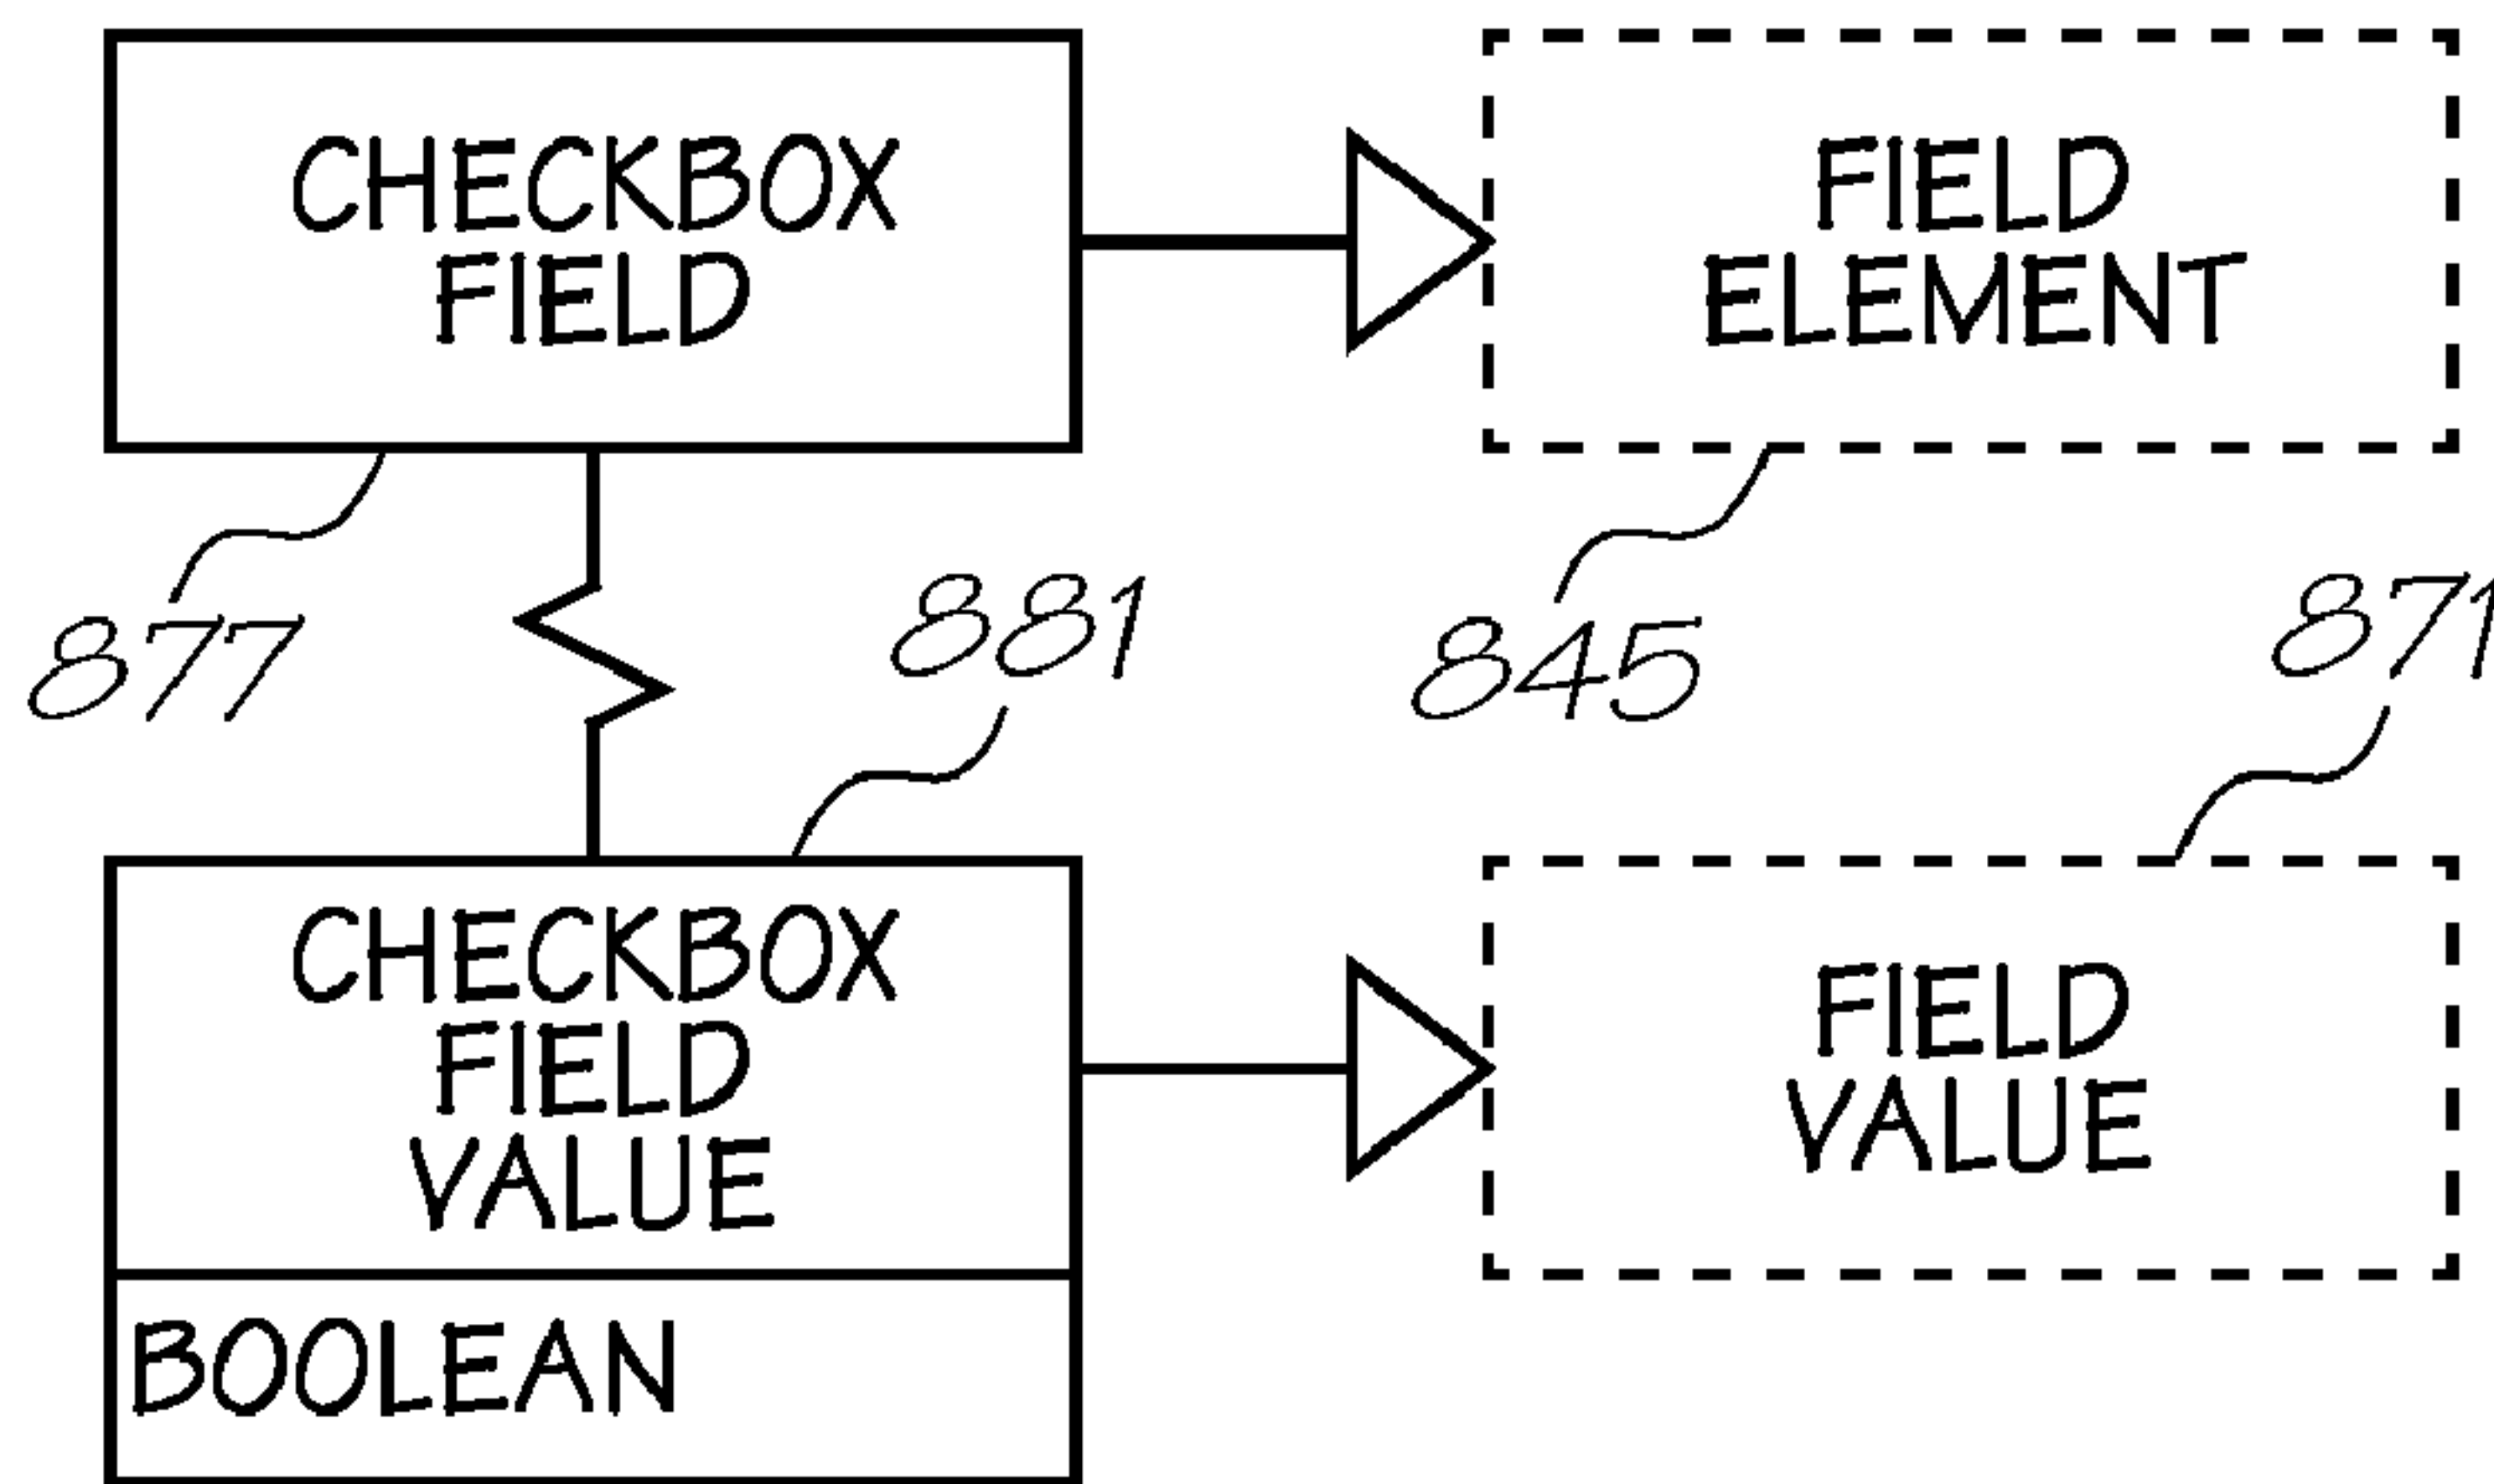 CHECKBOX
FIELD
FIELD
ELEMENT
877
881
845
871
CHECKBOX
FIELD
VALUE
BOOLEAN
FIELD
VALUE